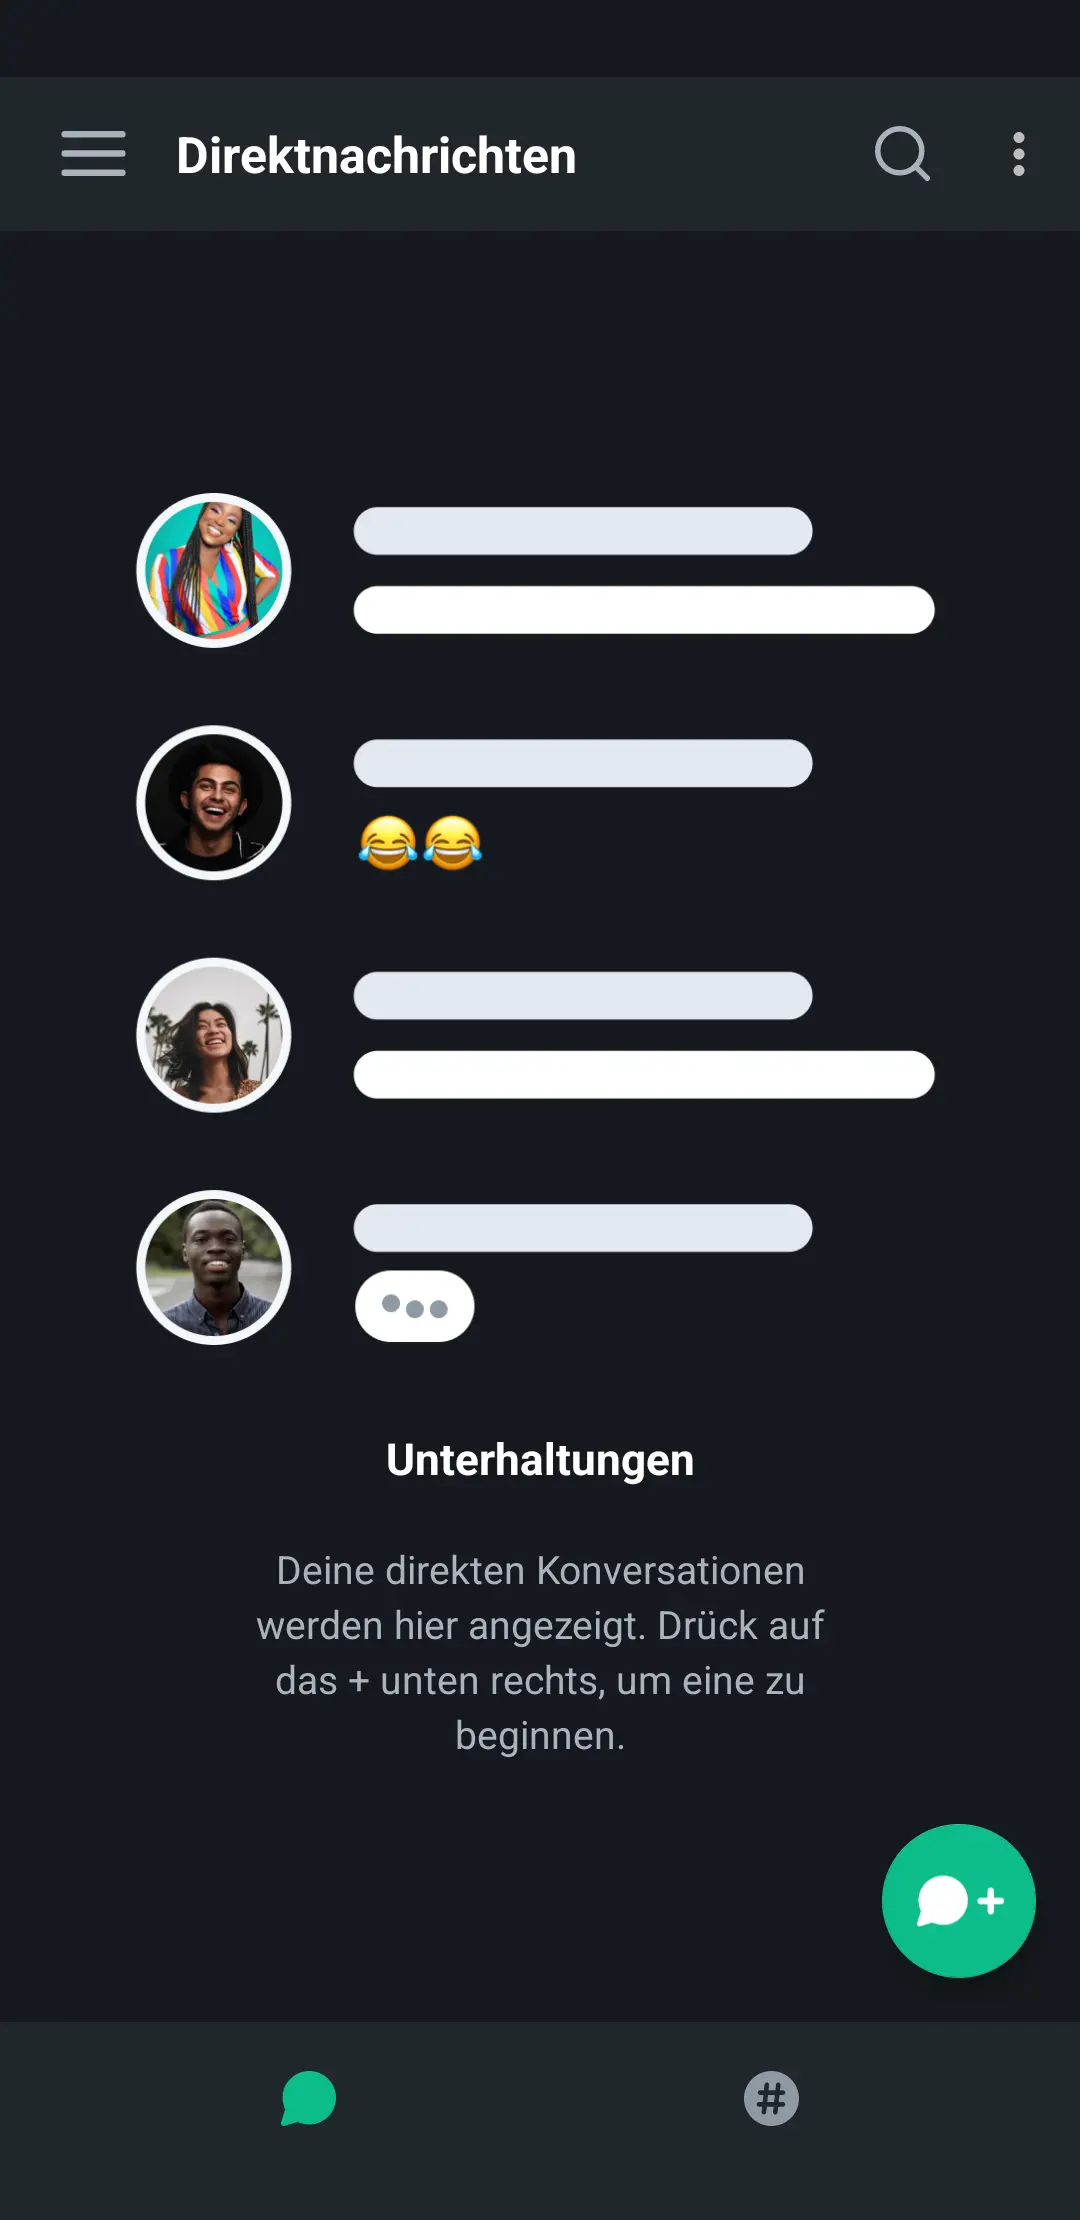 Direktnachrichten
😂😂
Unterhaltungen
Deine direkten Konversationen
werden hier angezeigt. Drück auf
das + unten rechts, um eine zu
beginnen.
+
#